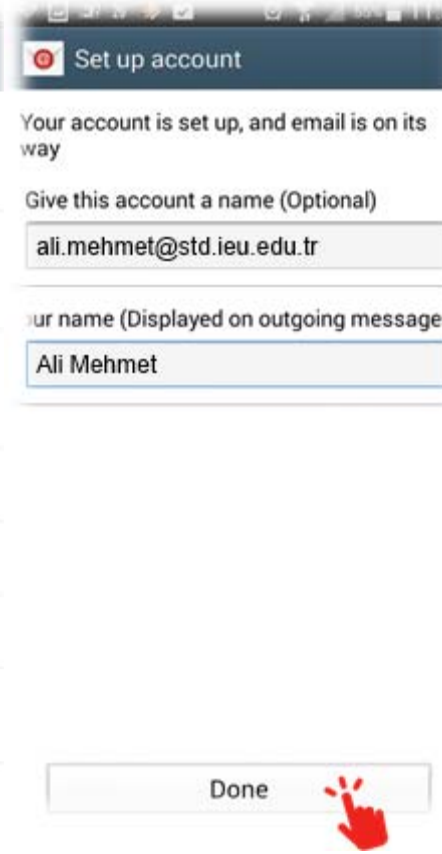 Set up account
Your account is set up, and email is on its
way
Give this account a name (Optional)
ali.mehmet@std.ieu.edu.tr
ur name (Displayed on outgoing message
Ali Mehmet
Done